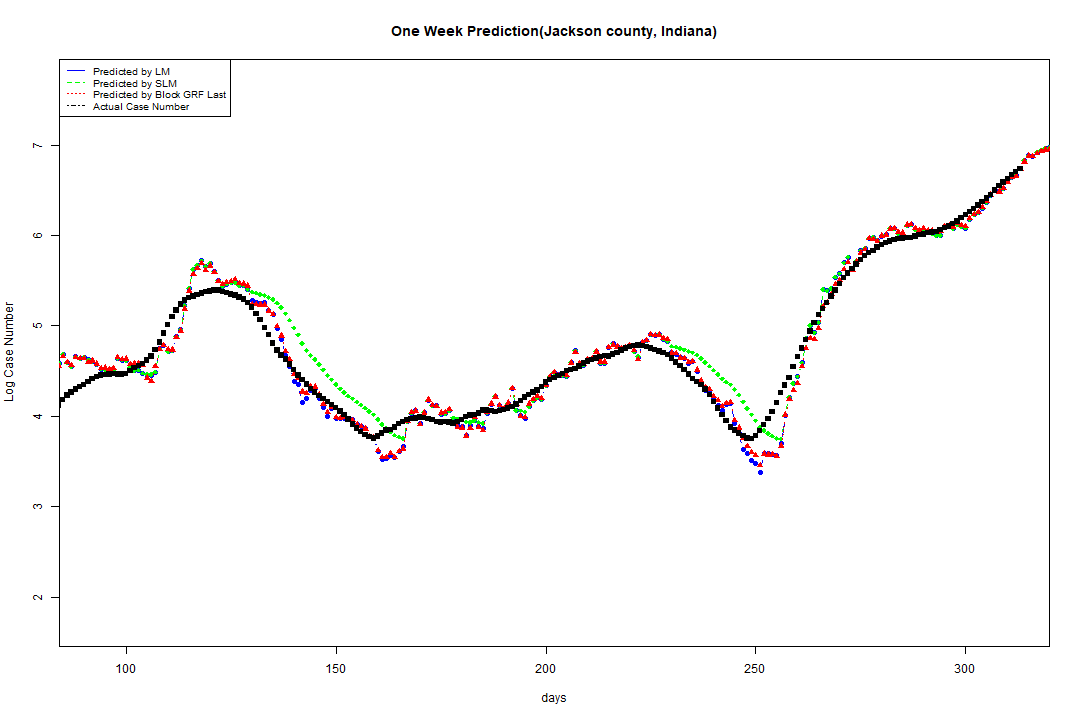 One Week Prediction(Jackson county, Indiana)
Predicted by LM
Predicted by SLM
Predicted by Block GRF Last
Actual Case Number
Log Case Number
7
6
5
4
3
2
100 150 200 250 300
days